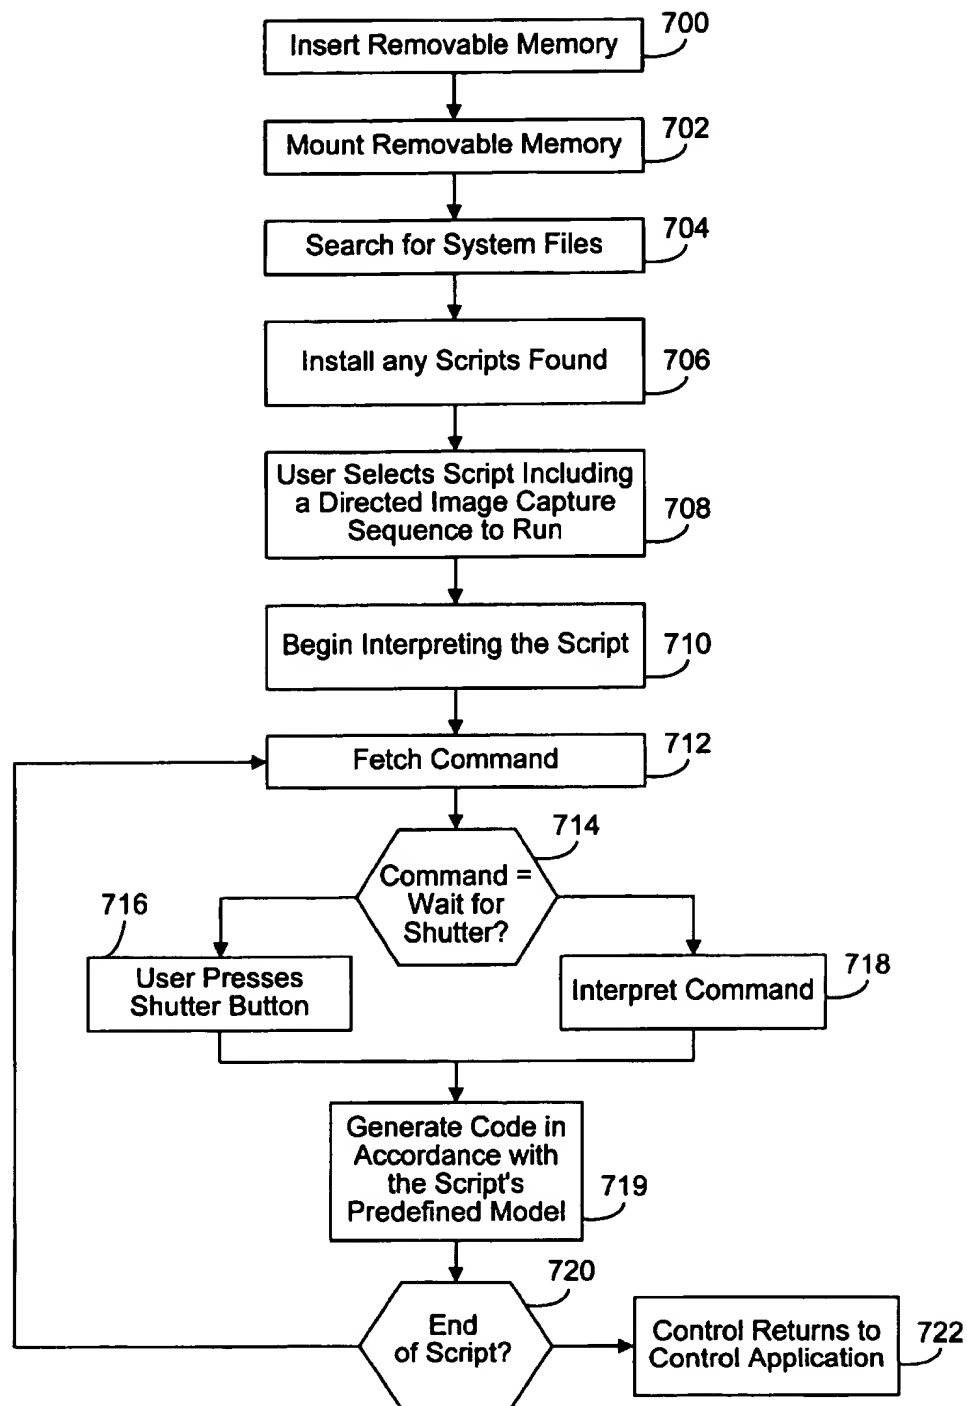 Insert Removable Memory
700
Mount Removable Memory
702
Search for System Files
704
Install any Scripts Found
706
User Selects Script Including
a Directed Image Capture
Sequence to Run
708
Begin Interpreting the Script
710
Fetch Command
712
714
Command =
Wait for
Shutter?
716
User Presses
Shutter Button
Interpret Command
718
Generate Code in
Accordance with
the Script's
Predefined Model
719
720
End
of Script?
Control Returns to
Control Application
722